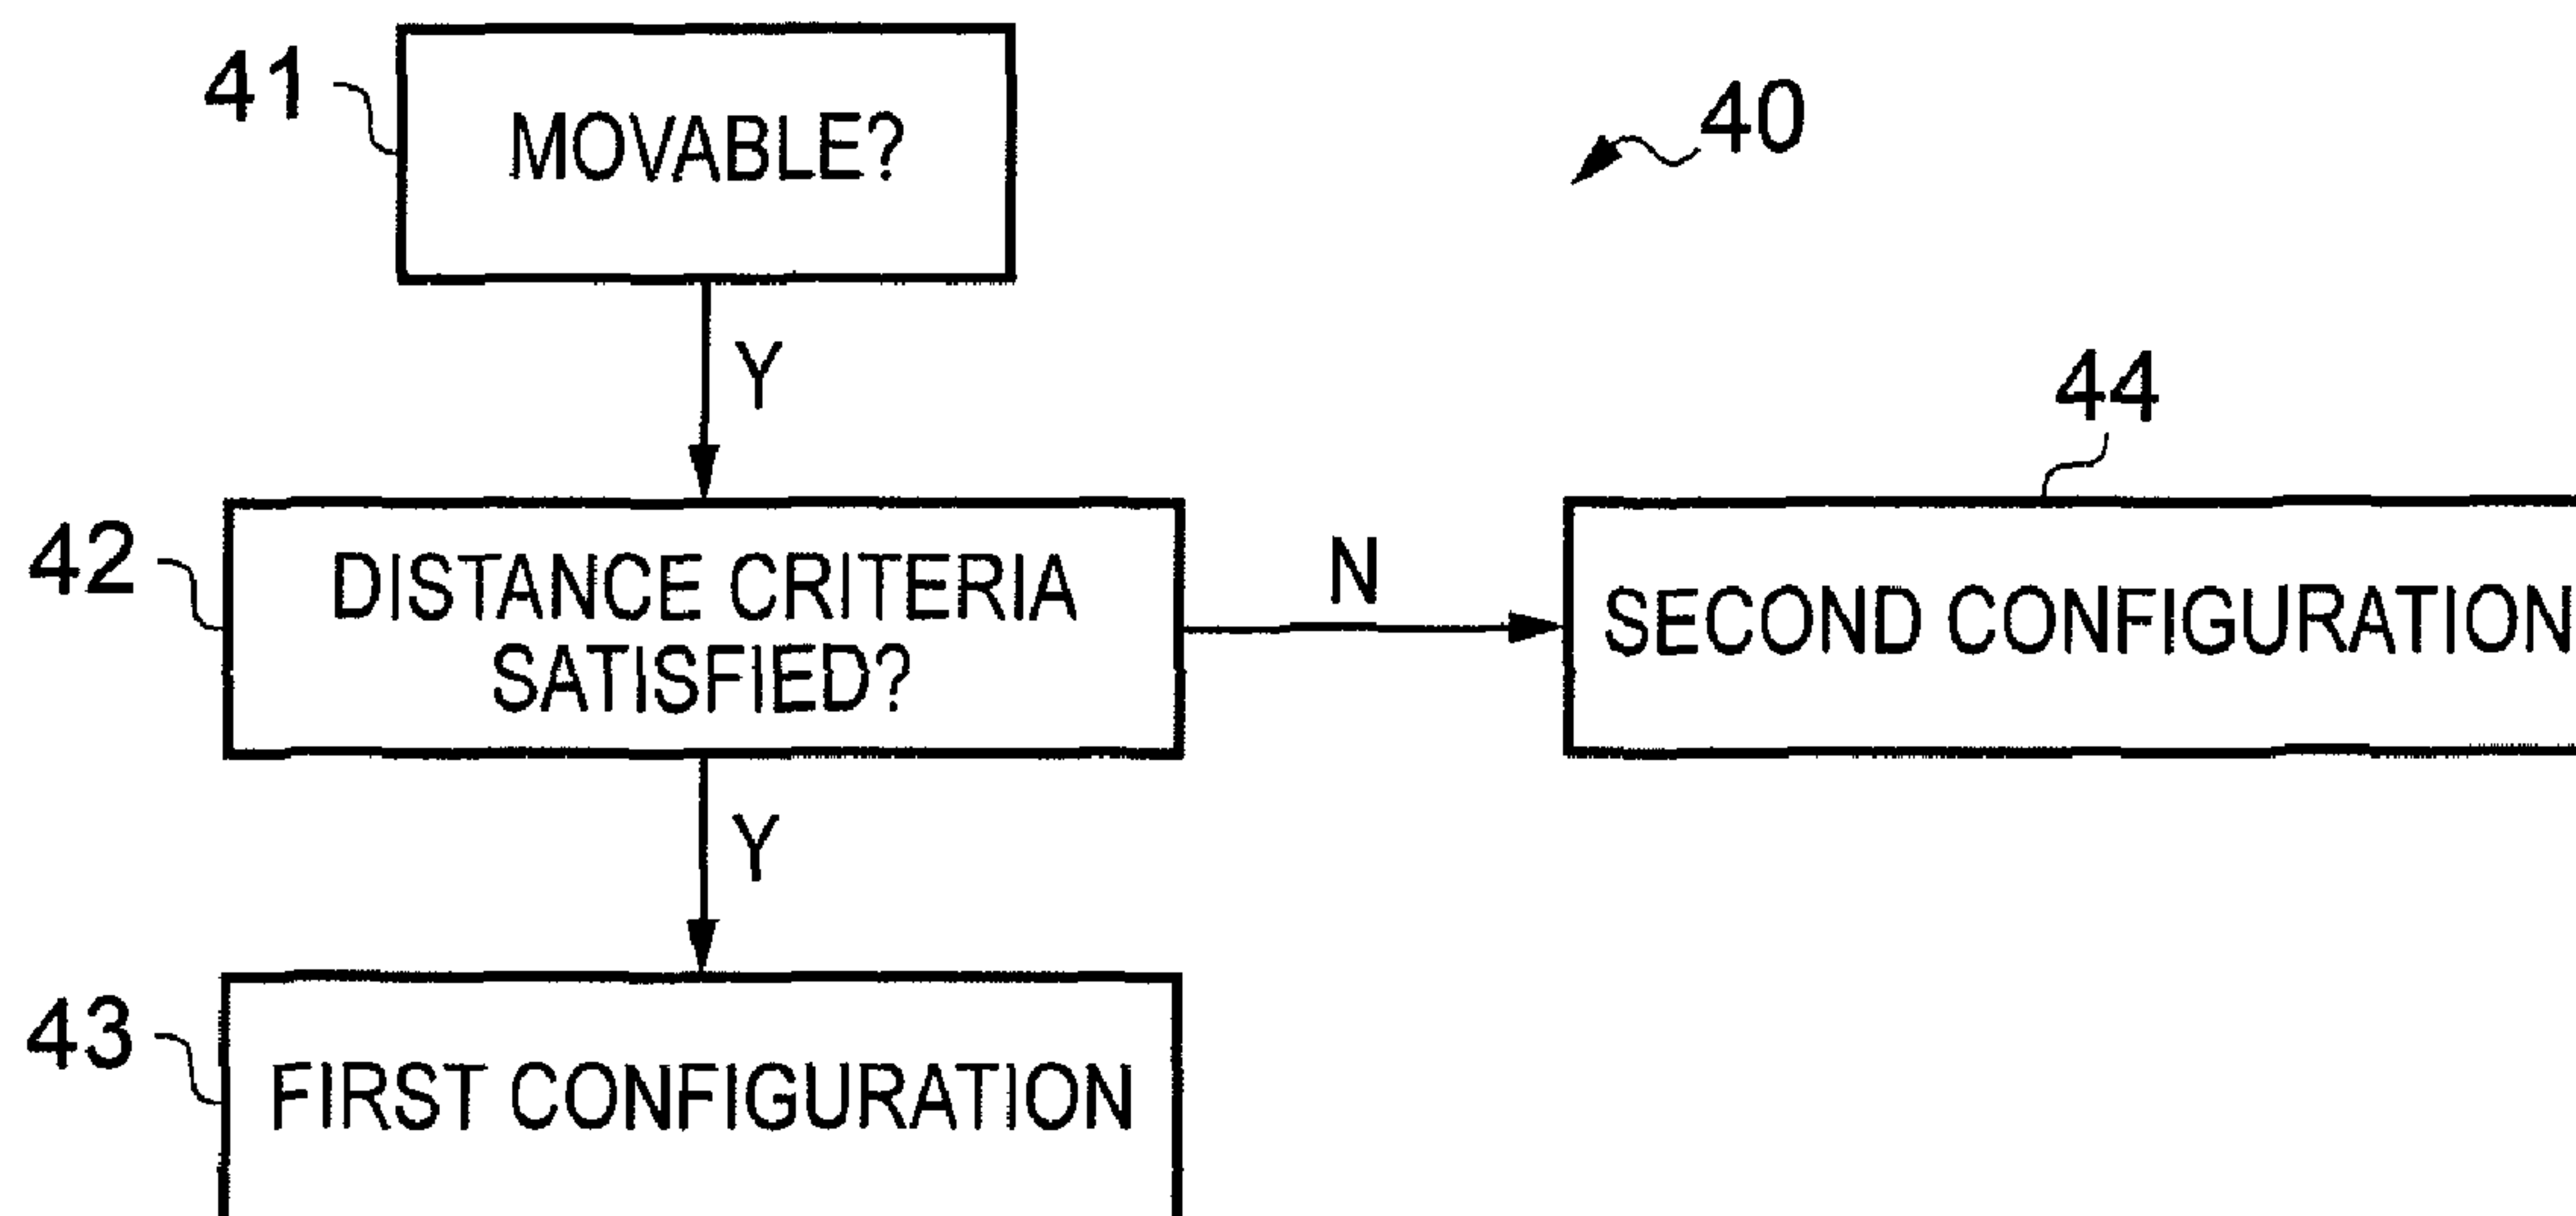 41
MOVABLE?
40
Y
44
42
DISTANCE CRITERIA
SATISFIED?
N
SECOND CONFIGURATION
Y
43
FIRST CONFIGURATION